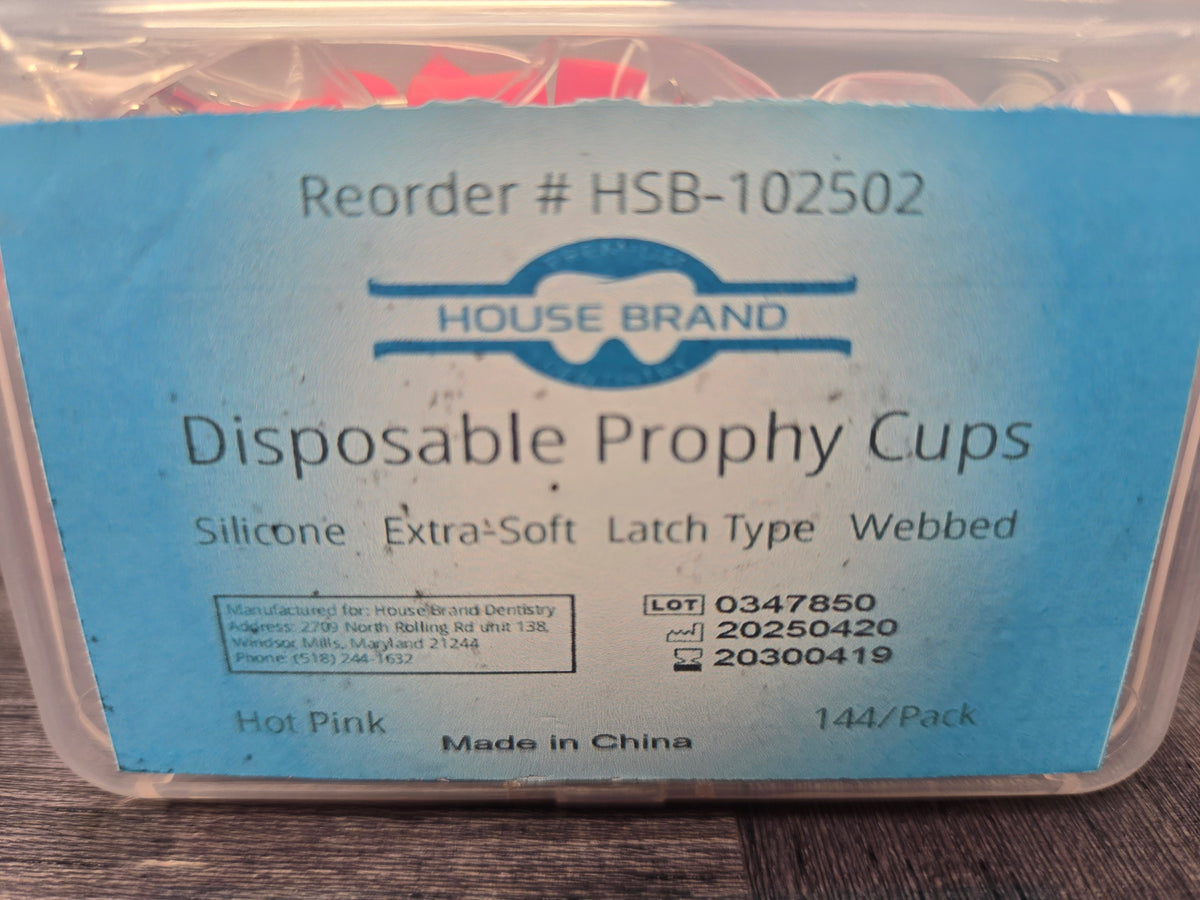 Reorder # HSB-102502
HOUSE BRAND
Disposable Prophy Cups
Silicone Extra-Soft Latch Type Webbed
Manufactured for: House Brand Dentistry
Address: 2709 North Rolling Rd unit 138,
Windsor Mills, Maryland 21244
Phone: (518) 244-1632
LOT 0347850
20250420
20300419
Hot Pink
144/Pack
Made in China